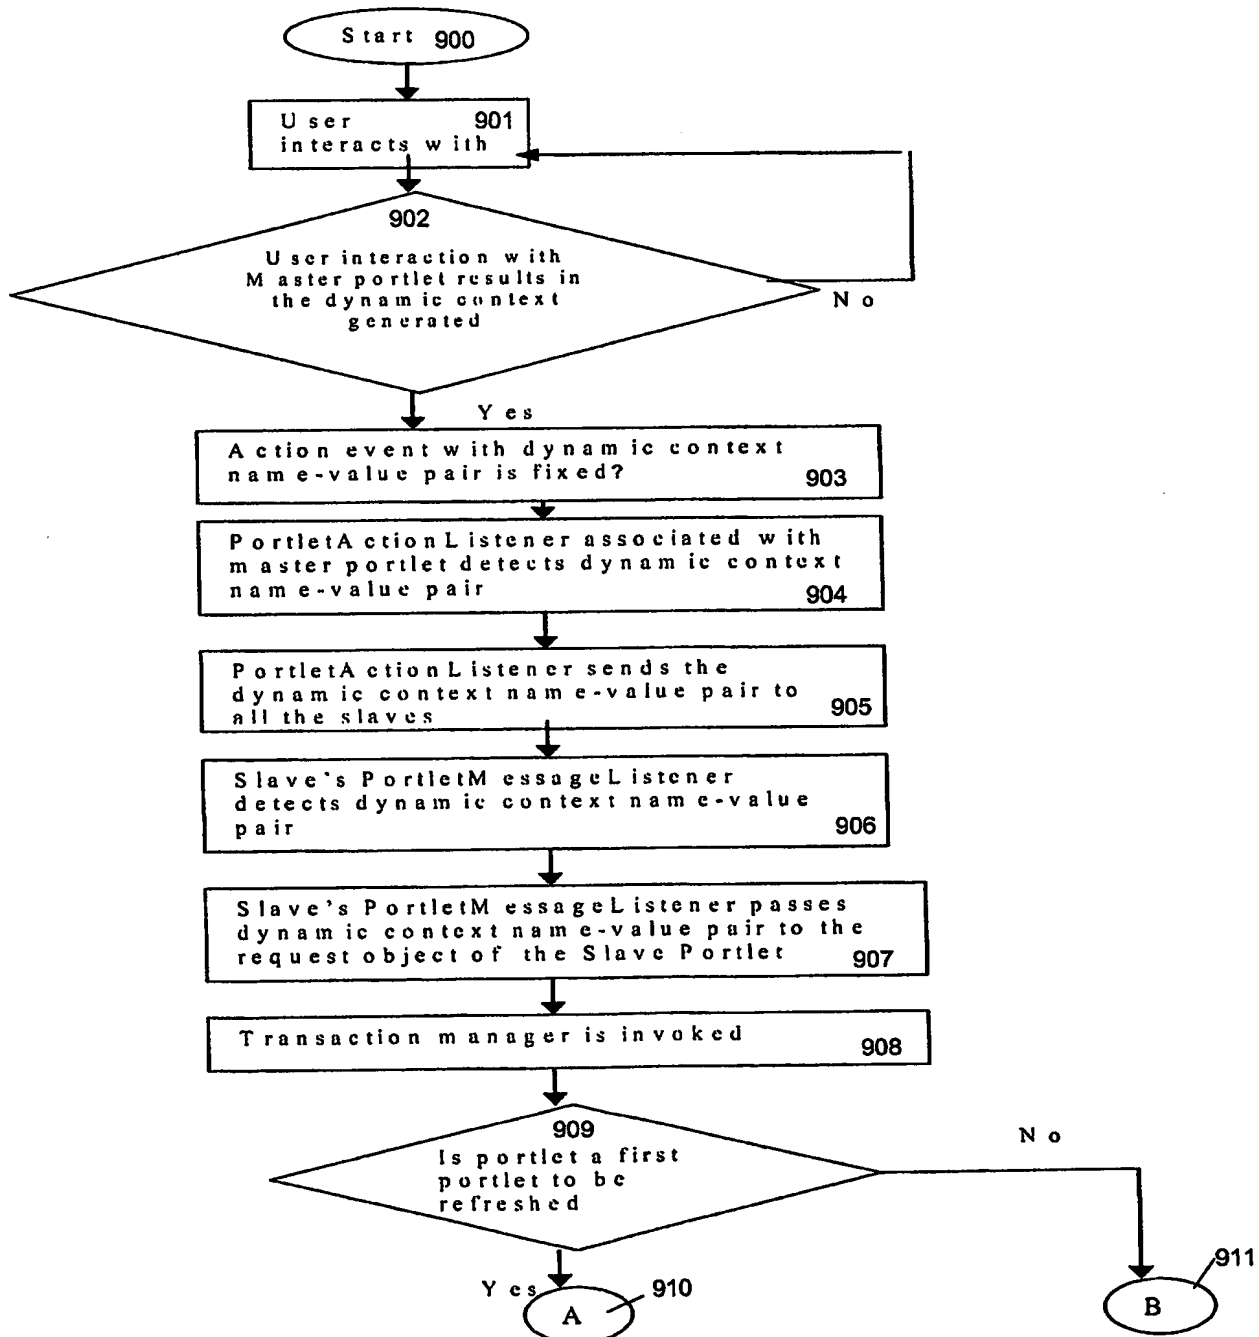 Start 900
User 901
interacts with
902
User interaction with
Master portlet results in
the dynamic context
generated
No
Yes
Action event with dynamic context
name-value pair is fixed?
903
PortletActionListener associated with
master portlet detects dynamic context
name-value pair
904
PortletActionListener sends the
dynamic context name-value pair to
all the slaves
905
Slave's PortletMessageListener
detects dynamic context name-value
pair
906
Slave's PortletMessageListener passes
dynamic context name-value pair to the
request object of the Slave Portlet
907
Transaction manager is invoked
908
909
Is portlet a first
portlet to be
refreshed
No
Yes
A
910
B
911